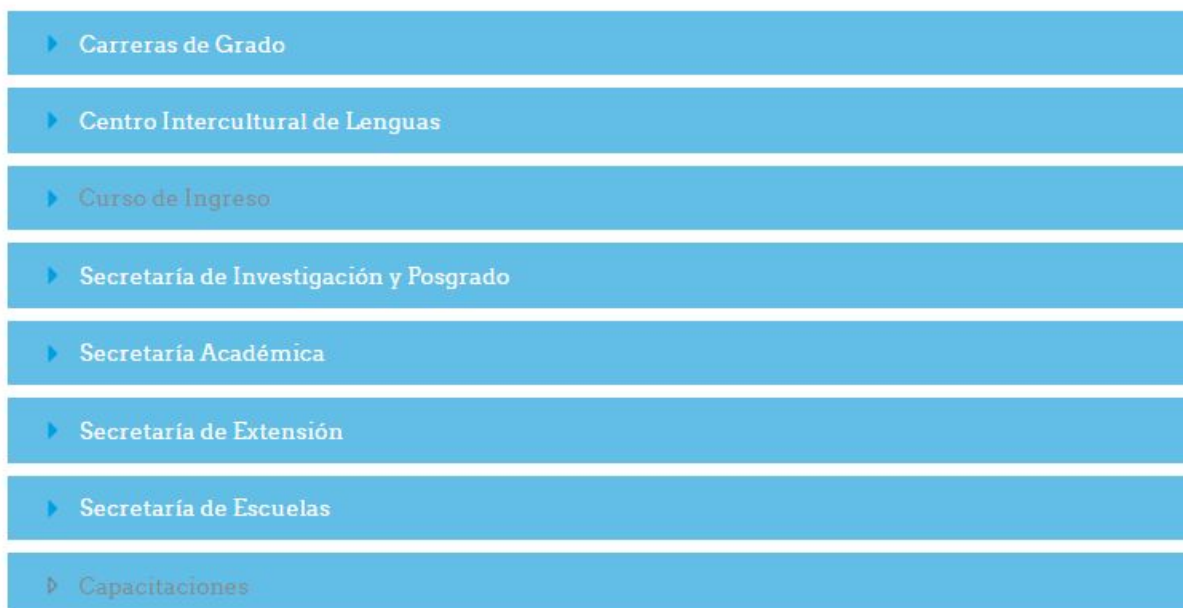 Carreras de Grado
Centro Intercultural de Lenguas
Curso de Ingreso
Secretaría de Investigación y Posgrado
Secretaría Académica
Secretaría de Extensión
Secretaría de Escuelas
Capacitaciones